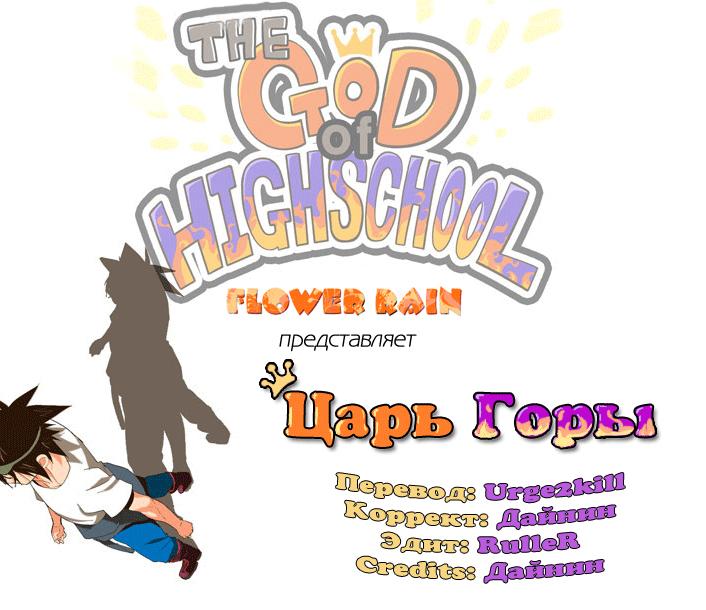 THE
GOD
of
HIGHSCHOOL
FLOWER RAIN
представляет
Царь Горы
Перевод: Urge2kill
Коррект: Дайнин
Эдит: RulleR
Credits: Дайнин